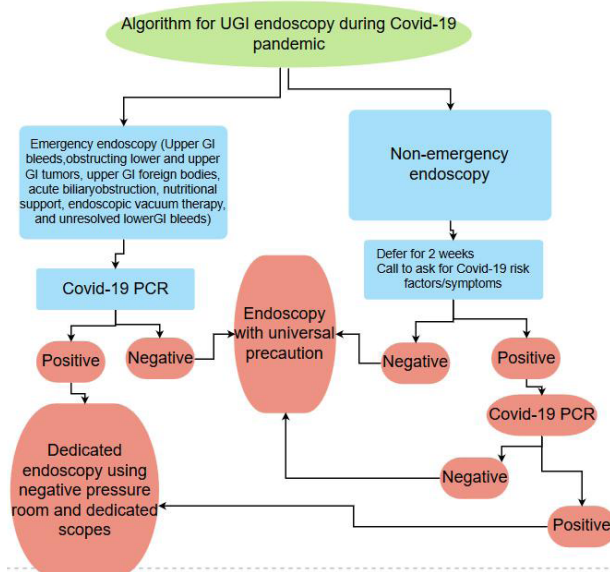 Algorithm for UGI endoscopy during Covid-19
pandemic
Emergency endoscopy (Upper GI
bleeds,obstructing lower and upper
GI tumors, upper GI foreign bodies,
acute biliaryobstruction, nutritional
support, endoscopic vacuum therapy,
and unresolved lowerGI bleeds)
Non-emergency
endoscopy
Defer for 2 weeks
Call to ask for Covid-19 risk
factors/symptoms
Covid-19 PCR
Endoscopy
with universal
precaution
Positive
Negative
Negative
Positive
Covid-19 PCR
Dedicated
endoscopy using
negative pressure
room and dedicated
scopes
Negative
Positive